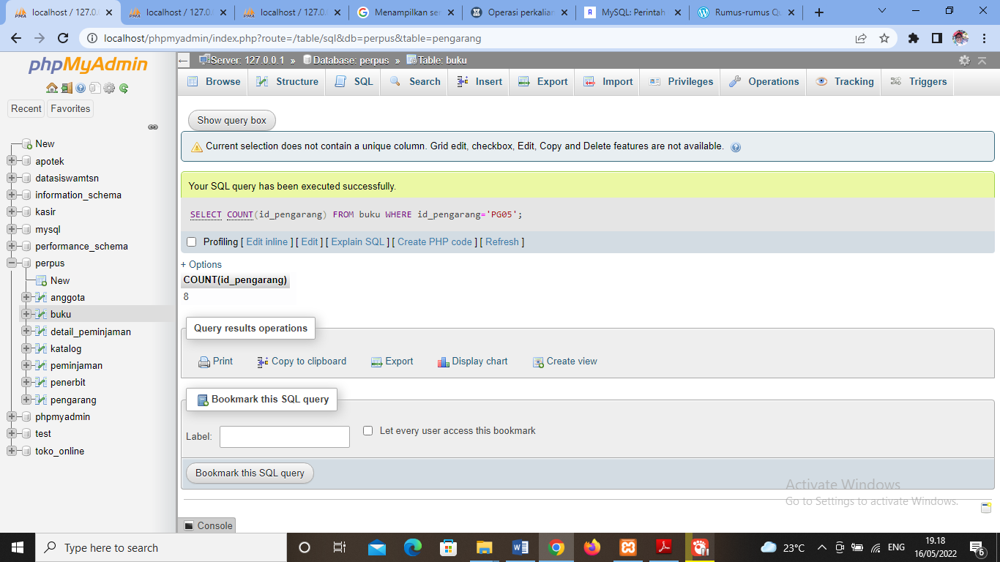 localhost / 127.0.
localhost / 127.0.
localhost / 127.0.
Menampilkan se
Operasi perkalia
MySQL: Perintah
Rumus-rumus Qu
localhost/phpmyadmin/index.php?route=/table/sql&db=perpus&table=pengarang
phpMyAdmin
Recent
Favorites
New
apotek
datasiswamtsn
information_schema
kasir
mysql
performance_schema
perpus
New
anggota
buku
detail_peminjaman
katalog
peminjaman
penerbit
pengarang
phpmyadmin
test
toko_online
Server: 127.0.0.1 » Database: perpus » Table: buku
Browse Structure SQL Search Insert Export Import Privileges Operations Tracking Triggers
Show query box
Current selection does not contain a unique column. Grid edit, checkbox, Edit, Copy and Delete features are not available.
Your SQL query has been executed successfully.
SELECT COUNT(id_pengarang) FROM buku WHERE id_pengarang='PG05';
Profiling [ Edit inline ] [ Edit ] [ Explain SQL ] [ Create PHP code ] [ Refresh ]
+ Options
COUNT(id_pengarang)
8
Query results operations
Print Copy to clipboard Export Display chart Create view
Bookmark this SQL query
Label:
Let every user access this bookmark
Bookmark this SQL query
Activate Windows
Go to Settings to activate Windows.
Console
Type here to search
23°C
ENG
19.18
16/05/2022
6